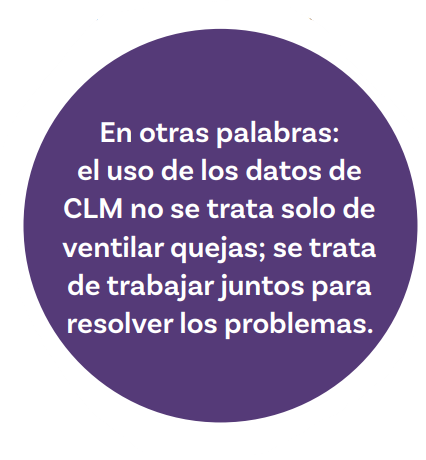 En otras palabras:
el uso de los datos de
CLM no se trata solo de
ventilar quejas; se trata
de trabajar juntos para
resolver los problemas.